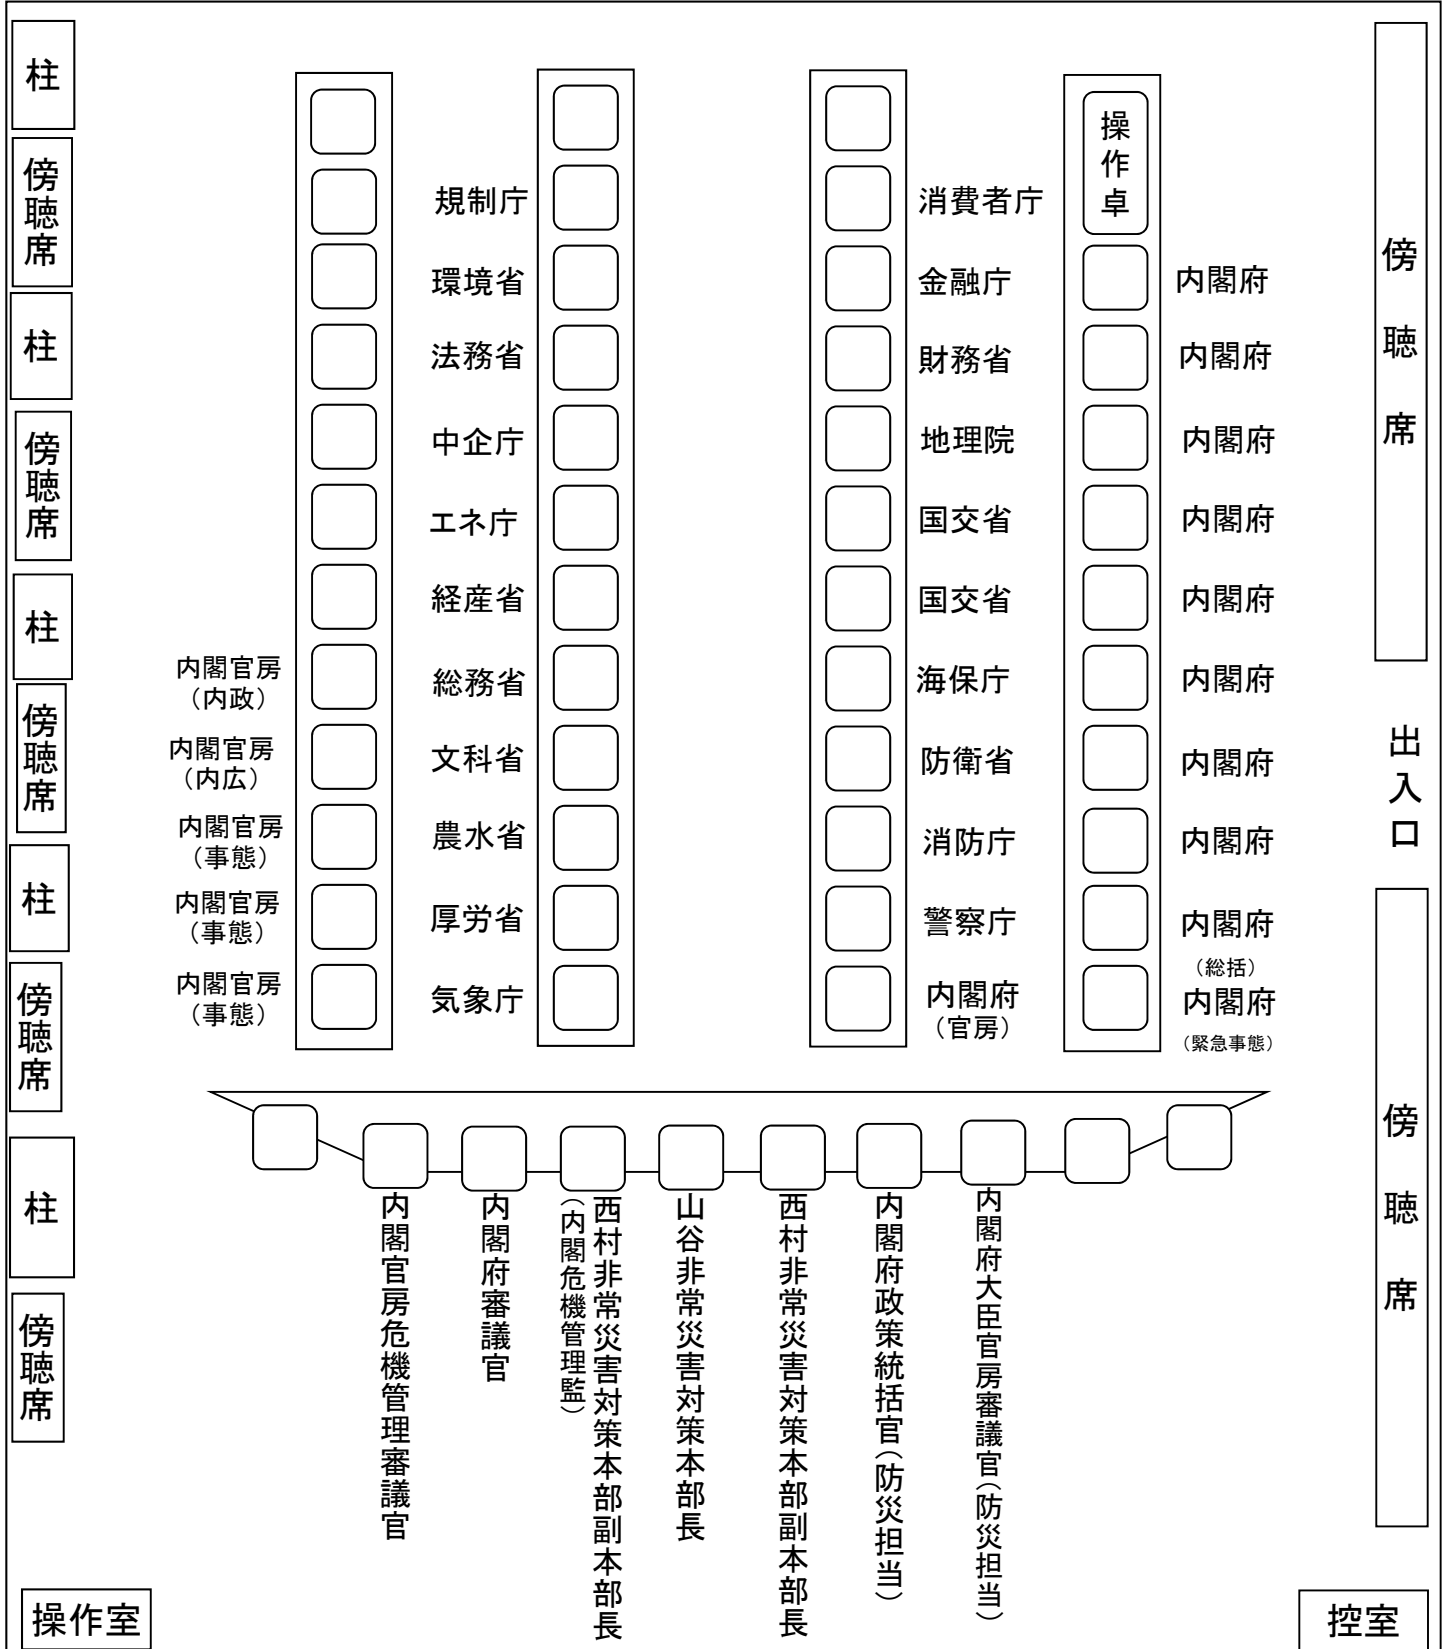 柱
傍聴席
柱
傍聴席
柱
傍聴席
柱
傍聴席
柱
傍聴席
操作室
内閣官房
（内政）
内閣官房
（内広）
内閣官房
（事態）
内閣官房
（事態）
内閣官房
（事態）
規制庁
環境省
法務省
中企庁
エネ庁
経産省
総務省
文科省
農水省
厚労省
気象庁
消費者庁
金融庁
財務省
地理院
国交省
国交省
海保庁
防衛省
消防庁
警察庁
内閣府
（官房）
操作卓
内閣府
内閣府
内閣府
内閣府
内閣府
内閣府
内閣府
内閣府
内閣府
（総括）
内閣府
（緊急事態）
傍聴席
出入口
傍聴席
控室
内閣官房危機管理審議官
内閣府審議官
西村非常災害対策本部副本部長
（内閣危機管理監）
山谷非常災害対策本部長
西村非常災害対策本部副本部長
内閣府政策統括官（防災担当）
内閣府大臣官房審議官（防災担当）